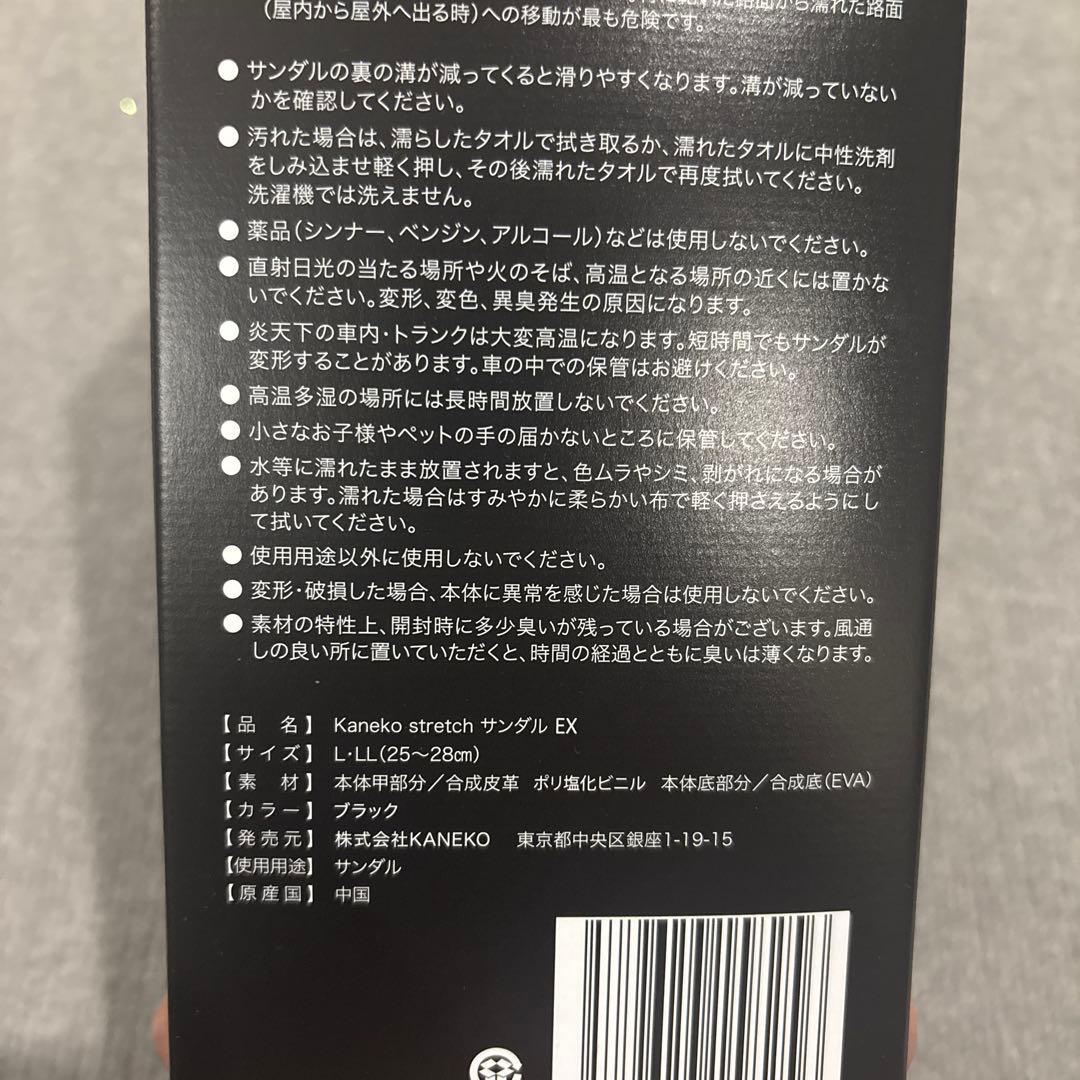 から濡れた路面
（屋内から屋外へ出る時）への移動が最も危険です。
● サンダルの裏の溝が減ってくると滑りやすくなります。溝が減っていない
かを確認してください。
● 汚れた場合は、濡らしたタオルで拭き取るか、濡れたタオルに中性洗剤
をしみ込ませ軽く押し、その後濡れたタオルで再度拭いてください。
洗濯機では洗えません。
● 薬品（シンナー、ベンジン、アルコール）などは使用しないでください。
● 直射日光の当たる場所や火のそば、高温となる場所の近くには置かな
いでください。変形、変色、異臭発生の原因になります。
● 炎天下の車内・トランクは大変高温になります。短時間でもサンダルが
変形することがあります。車の中での保管はお避けください。
● 高温多湿の場所には長時間放置しないでください。
● 小さなお子様やペットの手の届かないところに保管してください。
● 水等に濡れたまま放置されますと、色ムラやシミ、剥がれになる場合が
あります。濡れた場合はすみやかに柔らかい布で軽く押さえるようにし
て拭いてください。
● 使用用途以外に使用しないでください。
● 変形・破損した場合、本体に異常を感じた場合は使用しないでください。
● 素材の特性上、開封時に多少臭いが残っている場合がございます。風通
しの良い所に置いていただくと、時間の経過とともに臭いは薄くなります。
【品　名】 Kaneko stretch サンダル EX
【サイズ】 L・LL（25～28㎝）
【素　材】 本体甲部分／合成皮革　ポリ塩化ビニル　本体底部分／合成底（EVA）
【カラー】 ブラック
【発売元】 株式会社KANEKO　東京都中央区銀座1-19-15
【使用用途】 サンダル
【原産国】 中国